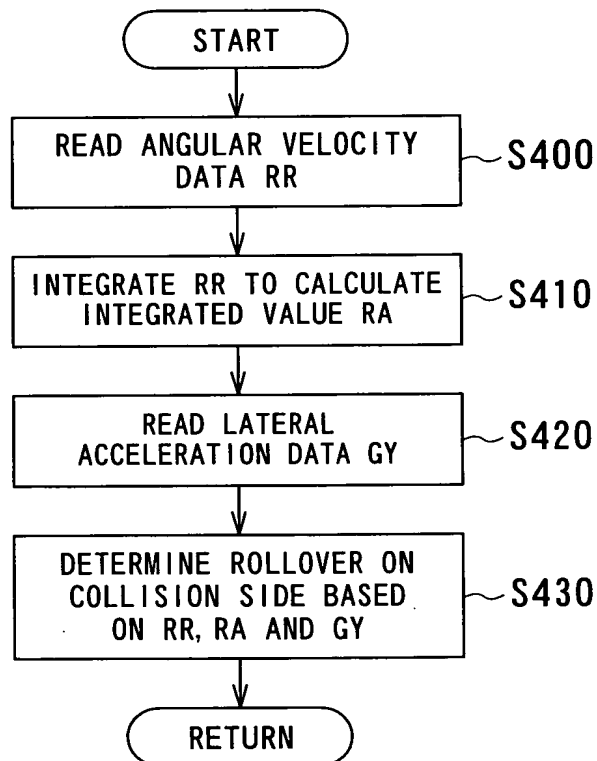 START
READ ANGULAR VELOCITY
DATA RR
S400
INTEGRATE RR TO CALCULATE
INTEGRATED VALUE RA
S410
READ LATERAL
ACCELERATION DATA GY
S420
DETERMINE ROLLOVER ON
COLLISION SIDE BASED
ON RR, RA AND GY
S430
RETURN